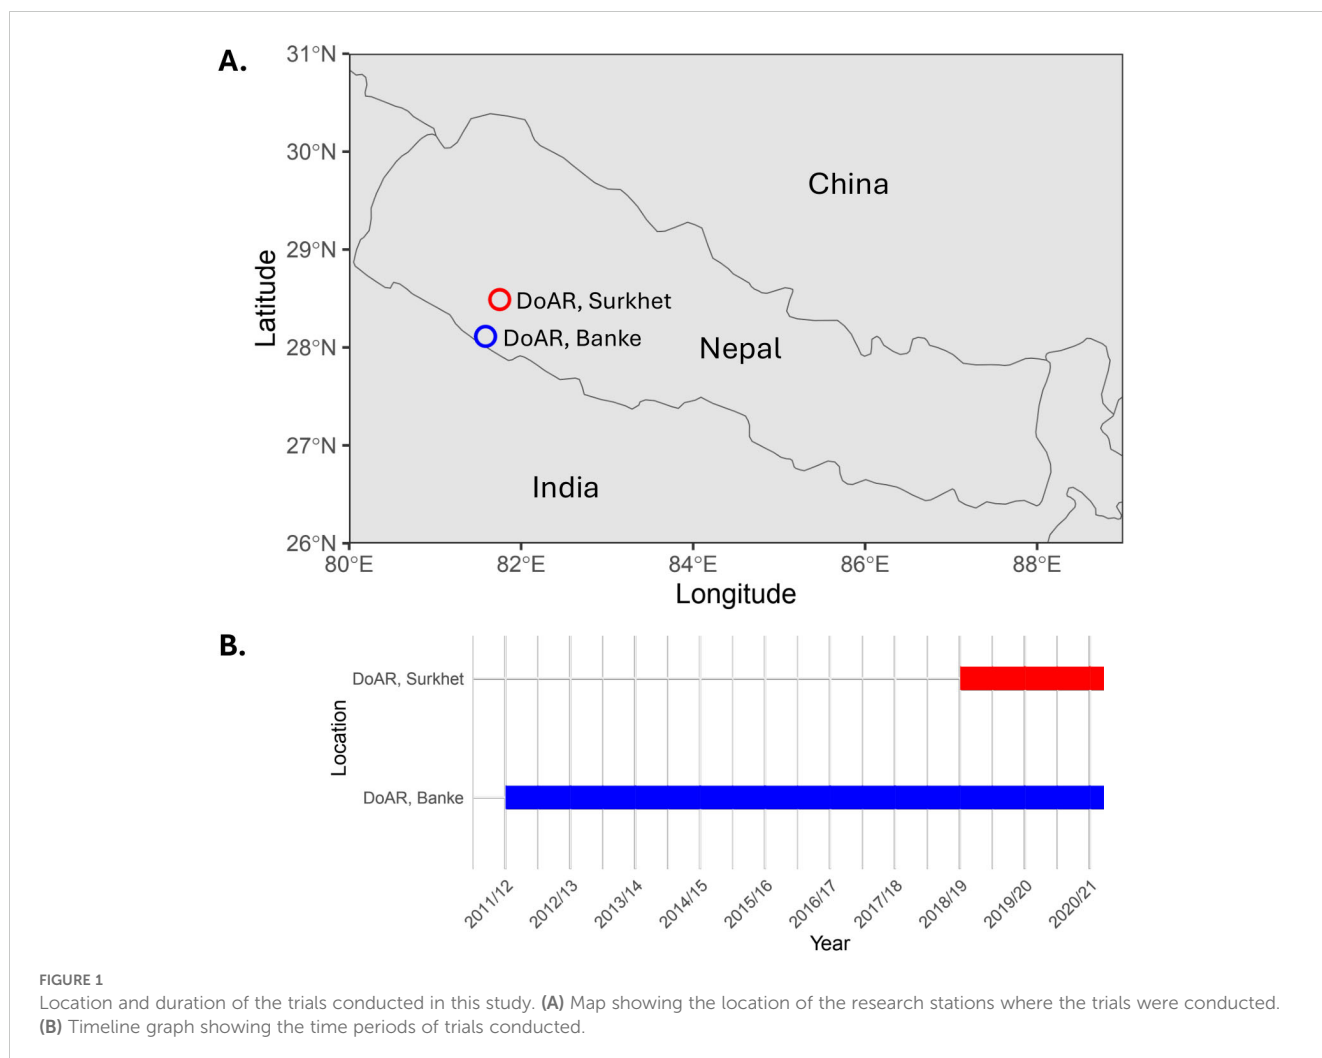 A.
31°N
30°N
29°N
28°N
27°N
26°N
Latitude
China
DoAR, Surkhet
DoAR, Banke
Nepal
India
80°E 82°E 84°E 86°E 88°E
Longitude
B.
DoAR, Surkhet
DoAR, Banke
Location
2011/12 2012/13 2013/14 2014/15 2015/16 2016/17 2017/18 2018/19 2019/20 2020/21
Year
FIGURE 1
Location and duration of the trials conducted in this study. (A) Map showing the location of the research stations where the trials were conducted.
(B) Timeline graph showing the time periods of trials conducted.